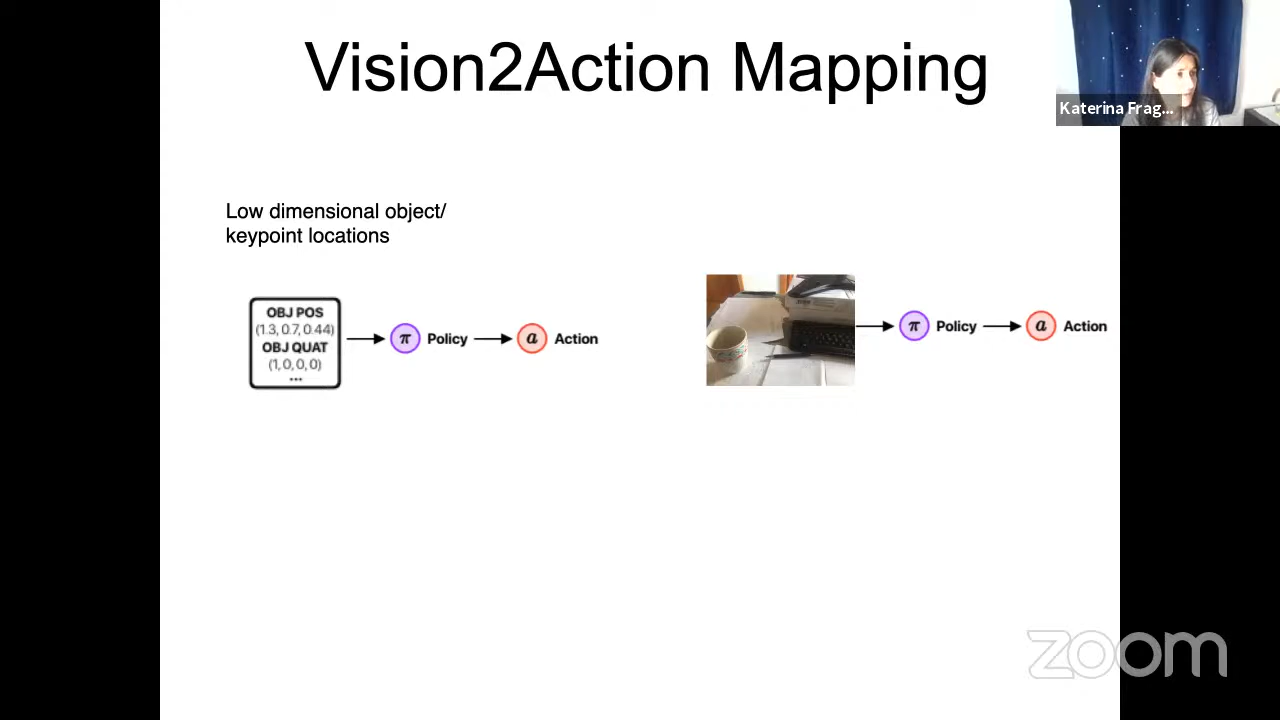 Vision2Action Mapping
Katerina Frag...
Low dimensional object/
keypoint locations
OBJ POS
(1.3, 0.7, 0.44)
OBJ QUAT
(1, 0, 0, 0)
...
π Policy a Action
π Policy a Action
zoom